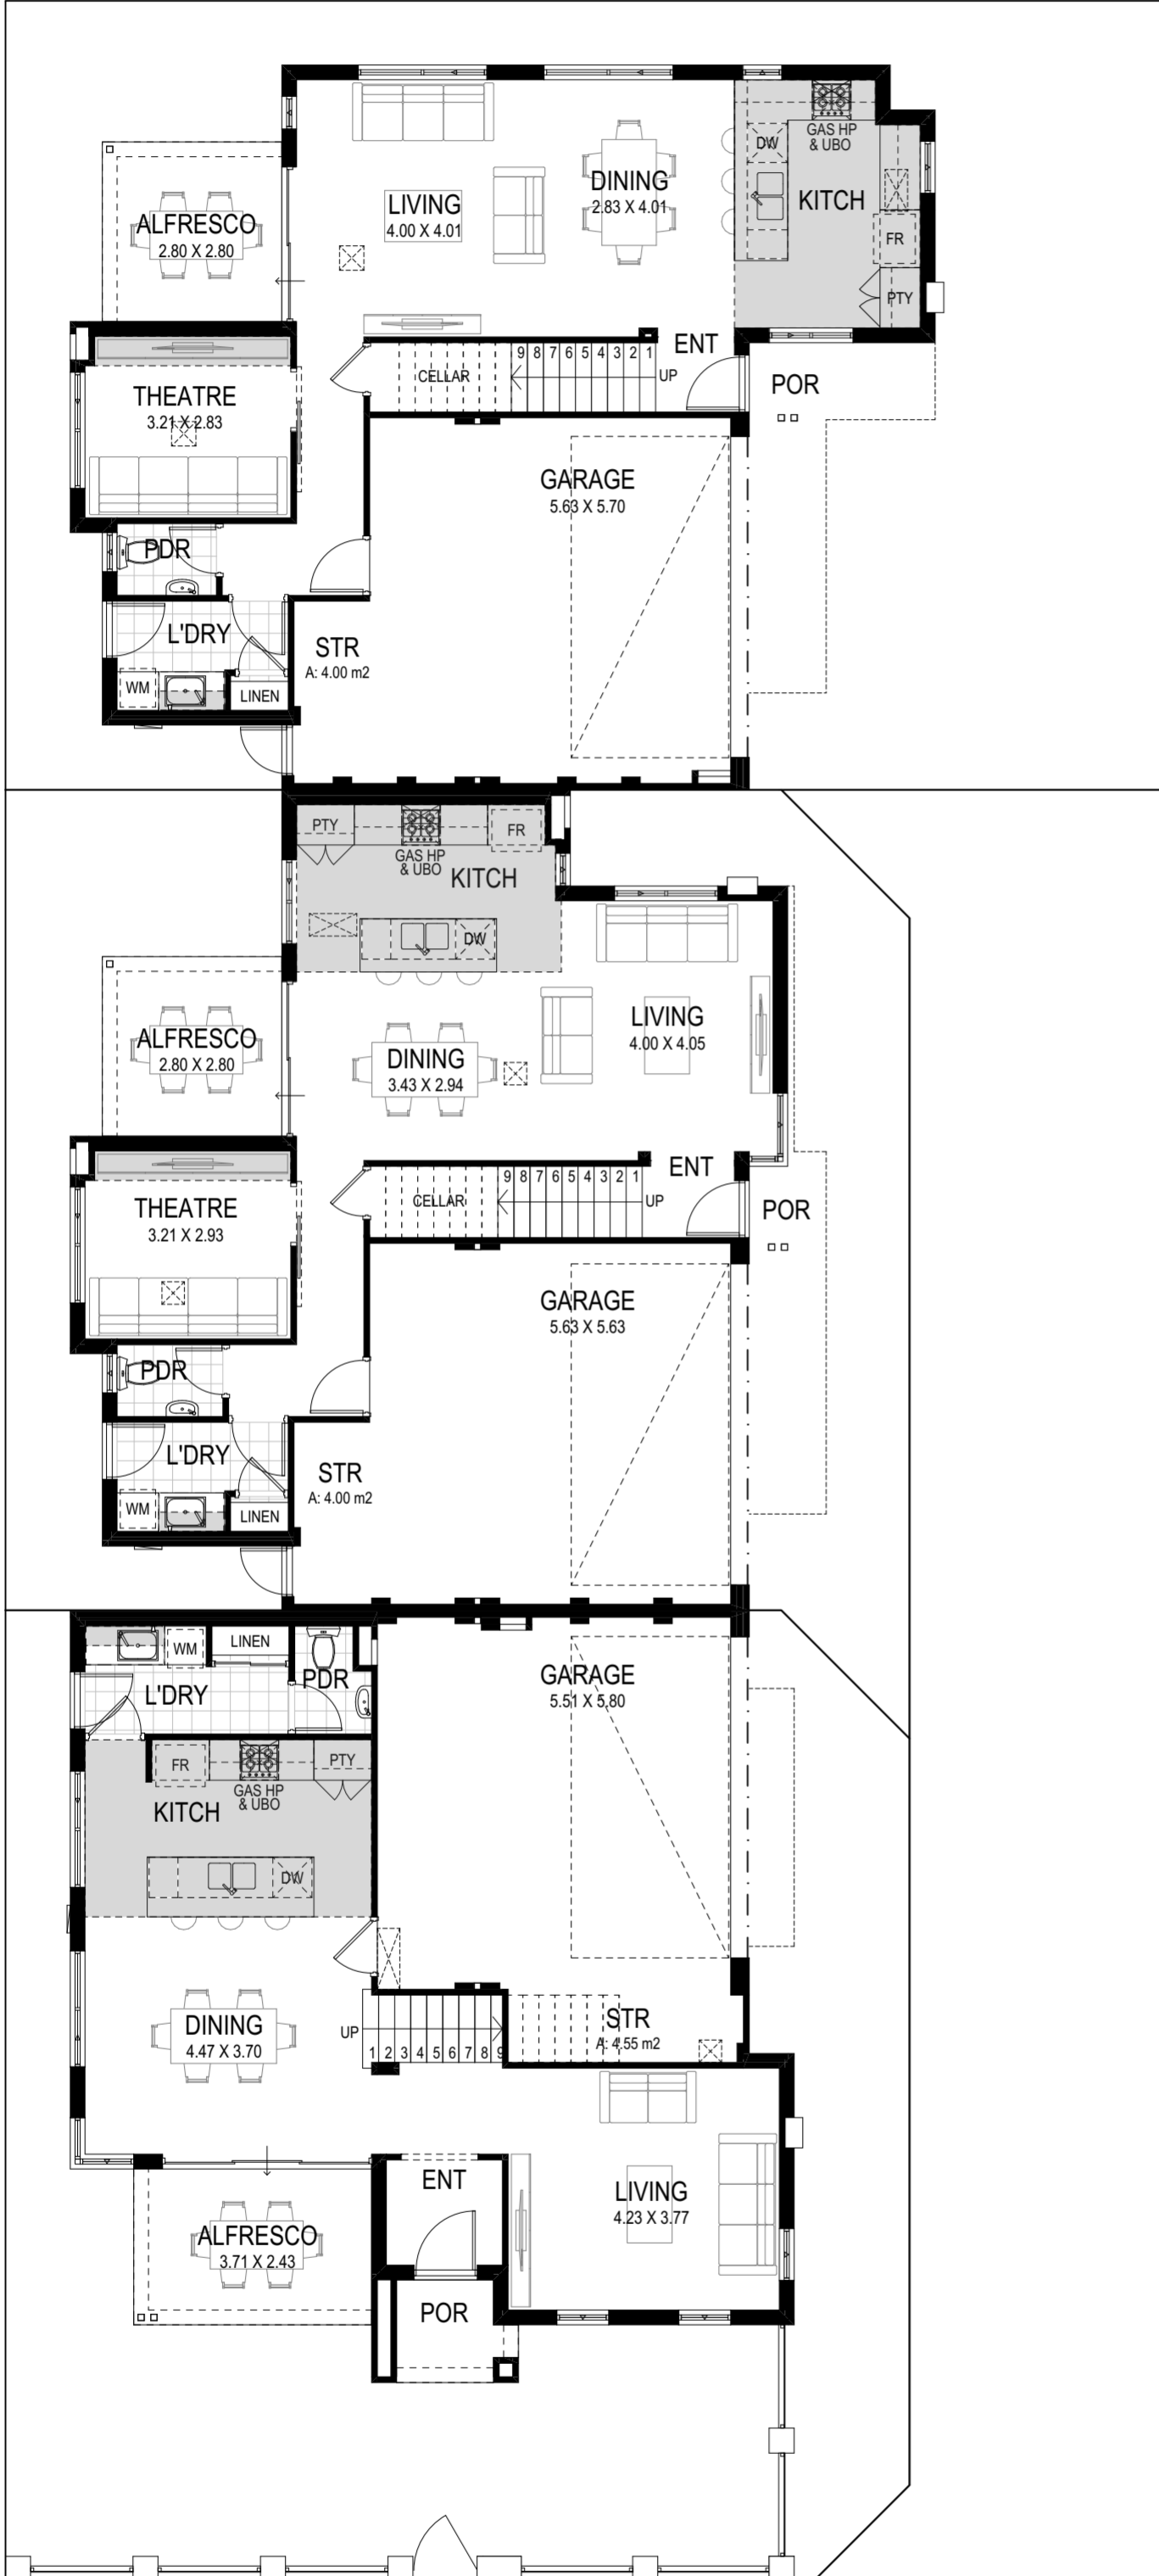 GAS HP
& UBO
DW
KITCH
FR
PTY
LIVING
4.00 X 4.01
DINING
2.83 X 4.01
ALFRESCO
2.80 X 2.80
ENT
POR
CELLAR
9 8 7 6 5 4 3 2 1
UP
THEATRE
3.21 X 2.83
GARAGE
5.63 X 5.70
PDR
L'DRY
WM
LINEN
STR
A: 4.00 m2
PTY
GAS HP
& UBO
FR
KITCH
DW
LIVING
4.00 X 4.05
ALFRESCO
2.80 X 2.80
DINING
3.43 X 2.94
ENT
POR
CELLAR
9 8 7 6 5 4 3 2 1
UP
THEATRE
3.21 X 2.93
GARAGE
5.63 X 5.63
PDR
L'DRY
WM
LINEN
STR
A: 4.00 m2
WM
LINEN
PDR
L'DRY
GARAGE
5.51 X 5.80
FR
GAS HP
& UBO
PTY
KITCH
DW
DINING
4.47 X 3.70
UP
1 2 3 4 5 6 7 8 9
STR
A: 4.55 m2
ENT
LIVING
4.23 X 3.77
ALFRESCO
3.71 X 2.43
POR